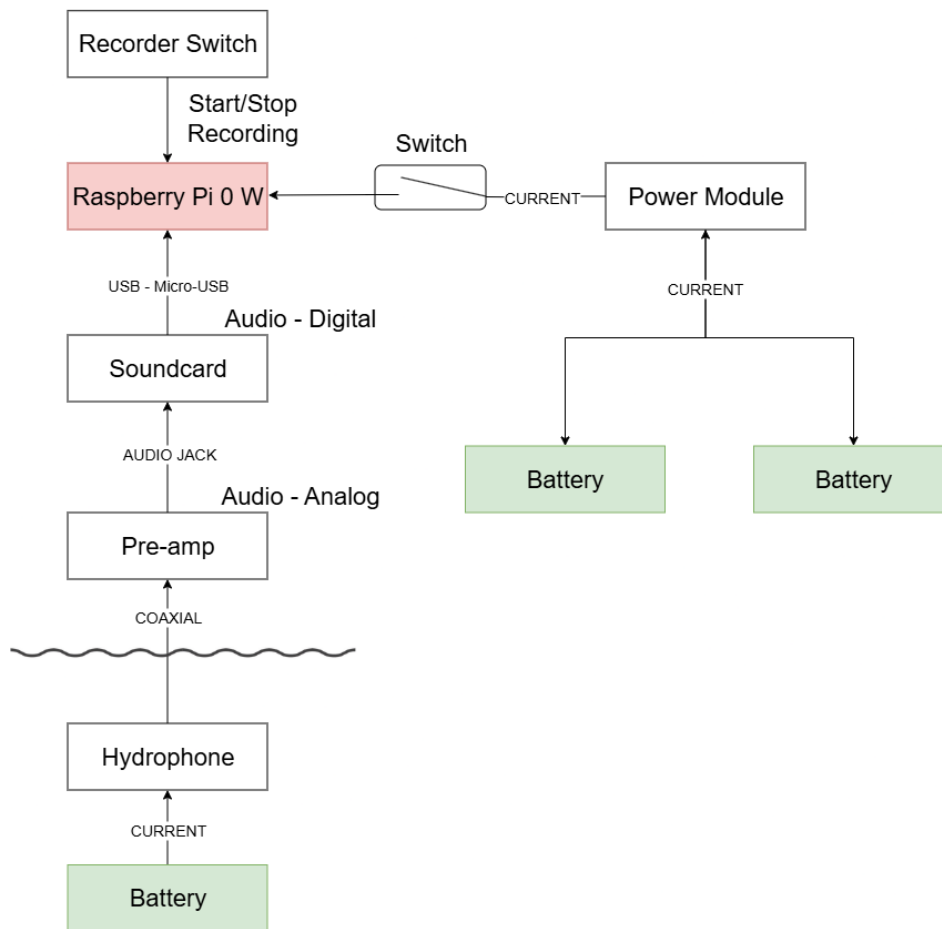 Recorder Switch
Start/Stop
Recording
Switch
Raspberry Pi 0 W
CURRENT
Power Module
USB - Micro-USB
CURRENT
Audio - Digital
Soundcard
AUDIO JACK
Battery
Battery
Audio - Analog
Pre-amp
COAXIAL
Hydrophone
CURRENT
Battery